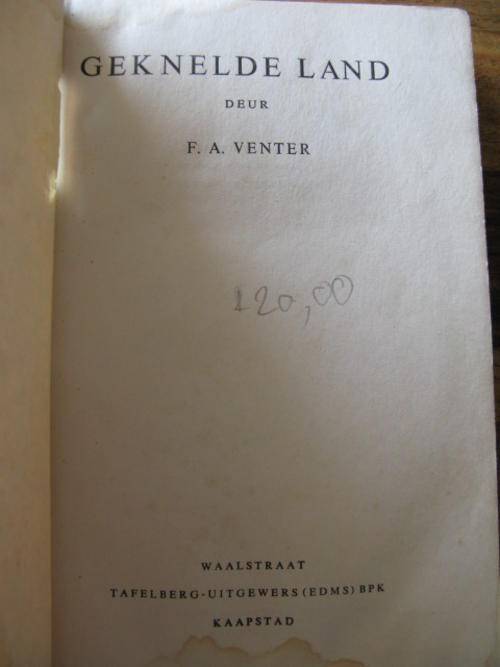 GEKNELDE LAND
DEUR
F. A. VENTER
120,00
WAALSTRAAT
TAFELBERG-UITGEWERS (EDMS) BPK
KAAPSTAD